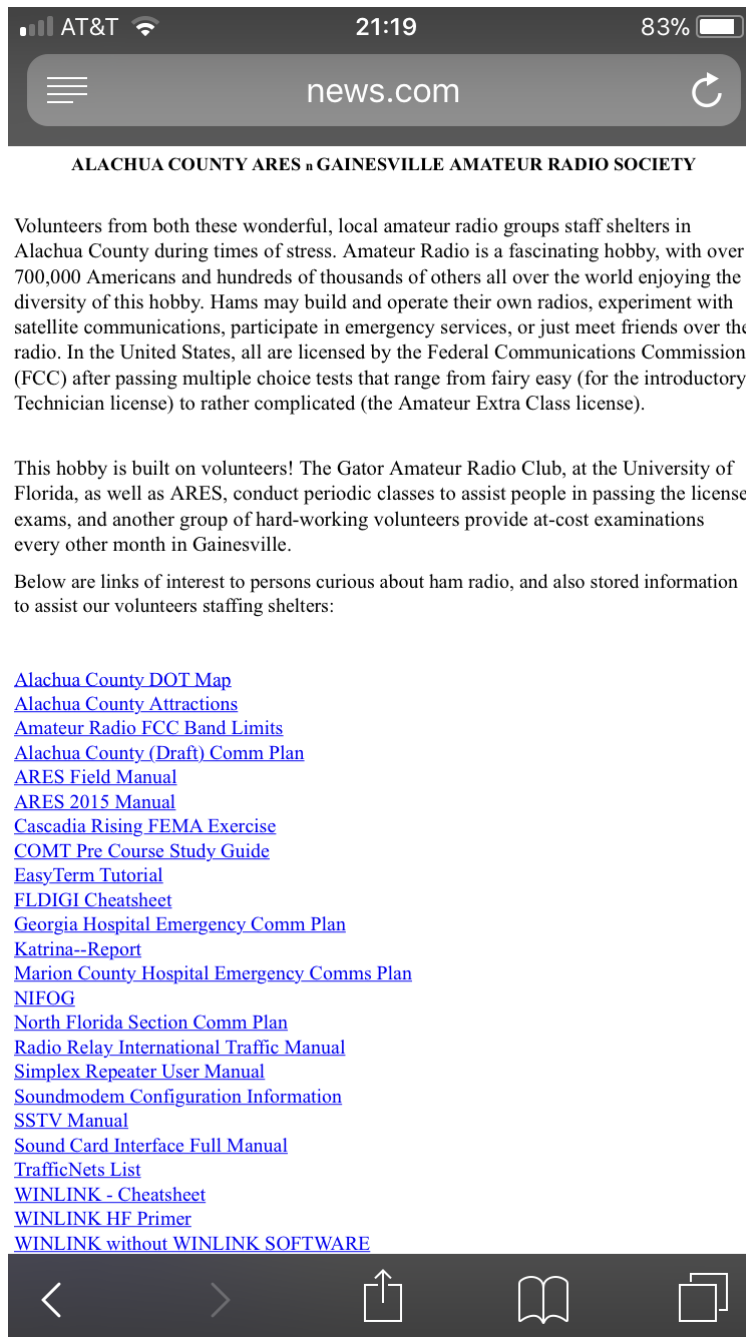 AT&T 21:19 83%
news.com
ALACHUA COUNTY ARES n GAINESVILLE AMATEUR RADIO SOCIETY
Volunteers from both these wonderful, local amateur radio groups staff shelters in
Alachua County during times of stress. Amateur Radio is a fascinating hobby, with over
700,000 Americans and hundreds of thousands of others all over the world enjoying the
diversity of this hobby. Hams may build and operate their own radios, experiment with
satellite communications, participate in emergency services, or just meet friends over the
radio. In the United States, all are licensed by the Federal Communications Commission
(FCC) after passing multiple choice tests that range from fairy easy (for the introductory
Technician license) to rather complicated (the Amateur Extra Class license).
This hobby is built on volunteers! The Gator Amateur Radio Club, at the University of
Florida, as well as ARES, conduct periodic classes to assist people in passing the license
exams, and another group of hard-working volunteers provide at-cost examinations
every other month in Gainesville.
Below are links of interest to persons curious about ham radio, and also stored information
to assist our volunteers staffing shelters:
Alachua County DOT Map
Alachua County Attractions
Amateur Radio FCC Band Limits
Alachua County (Draft) Comm Plan
ARES Field Manual
ARES 2015 Manual
Cascadia Rising FEMA Exercise
COMT Pre Course Study Guide
EasyTerm Tutorial
FLDIGI Cheatsheet
Georgia Hospital Emergency Comm Plan
Katrina--Report
Marion County Hospital Emergency Comms Plan
NIFOG
North Florida Section Comm Plan
Radio Relay International Traffic Manual
Simplex Repeater User Manual
Soundmodem Configuration Information
SSTV Manual
Sound Card Interface Full Manual
TrafficNets List
WINLINK - Cheatsheet
WINLINK HF Primer
WINLINK without WINLINK SOFTWARE